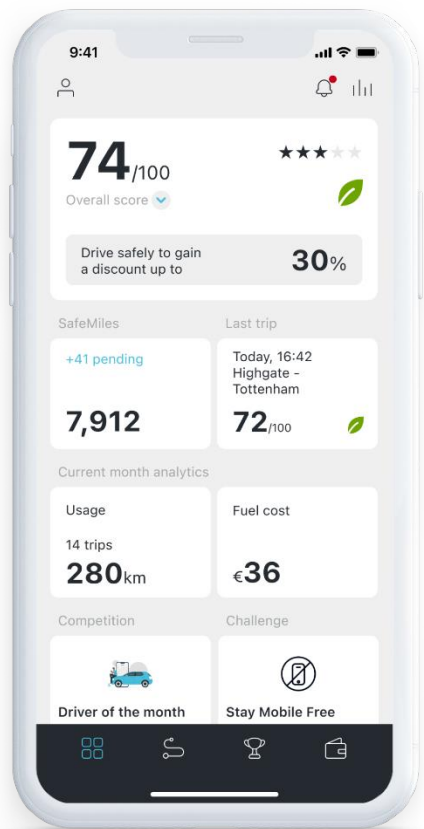 9:41
74/100
Overall score
Drive safely to gain
a discount up to
30%
SafeMiles
Last trip
+41 pending
7,912
Today, 16:42
Highgate -
Tottenham
72/100
Current month analytics
Usage
14 trips
280km
Fuel cost
€36
Competition
Challenge
Driver of the month
Stay Mobile Free